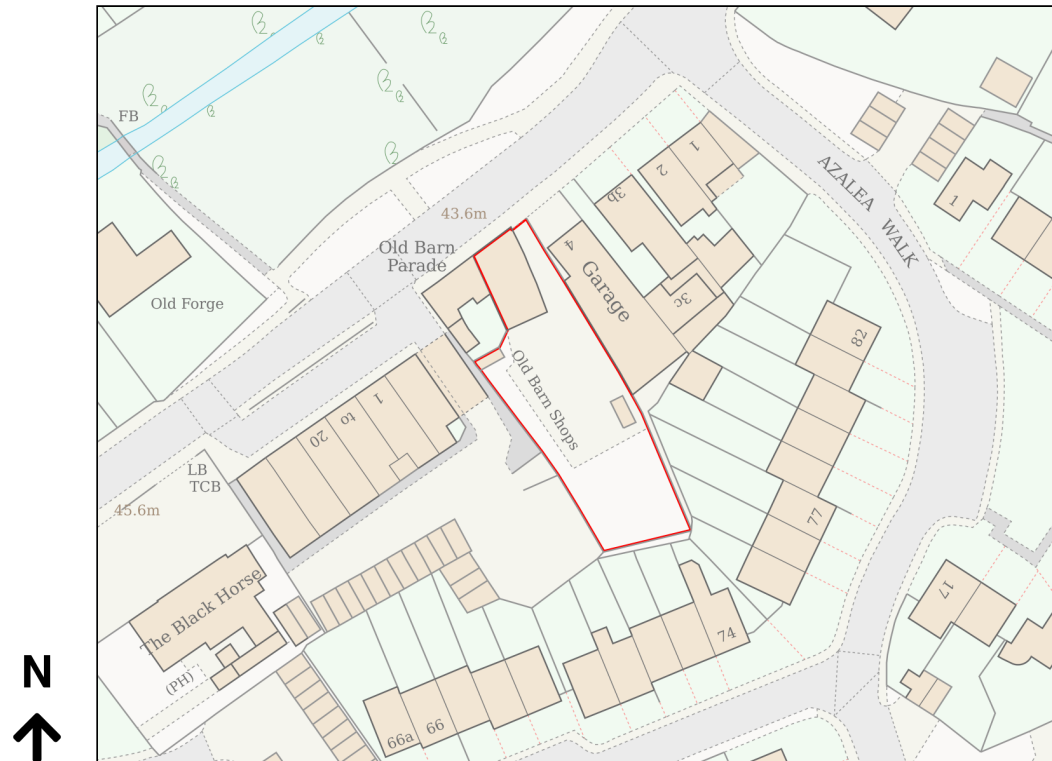 FB
AZALEA WALK
1
2
3b
1
43.6m
Old Barn
Parade
4
Garage
3c
Old Forge
82
Old Barn Shops
1
to
20
LB
TCB
45.6m
77
17
The Black Horse
(PH)
74
66
66a
N